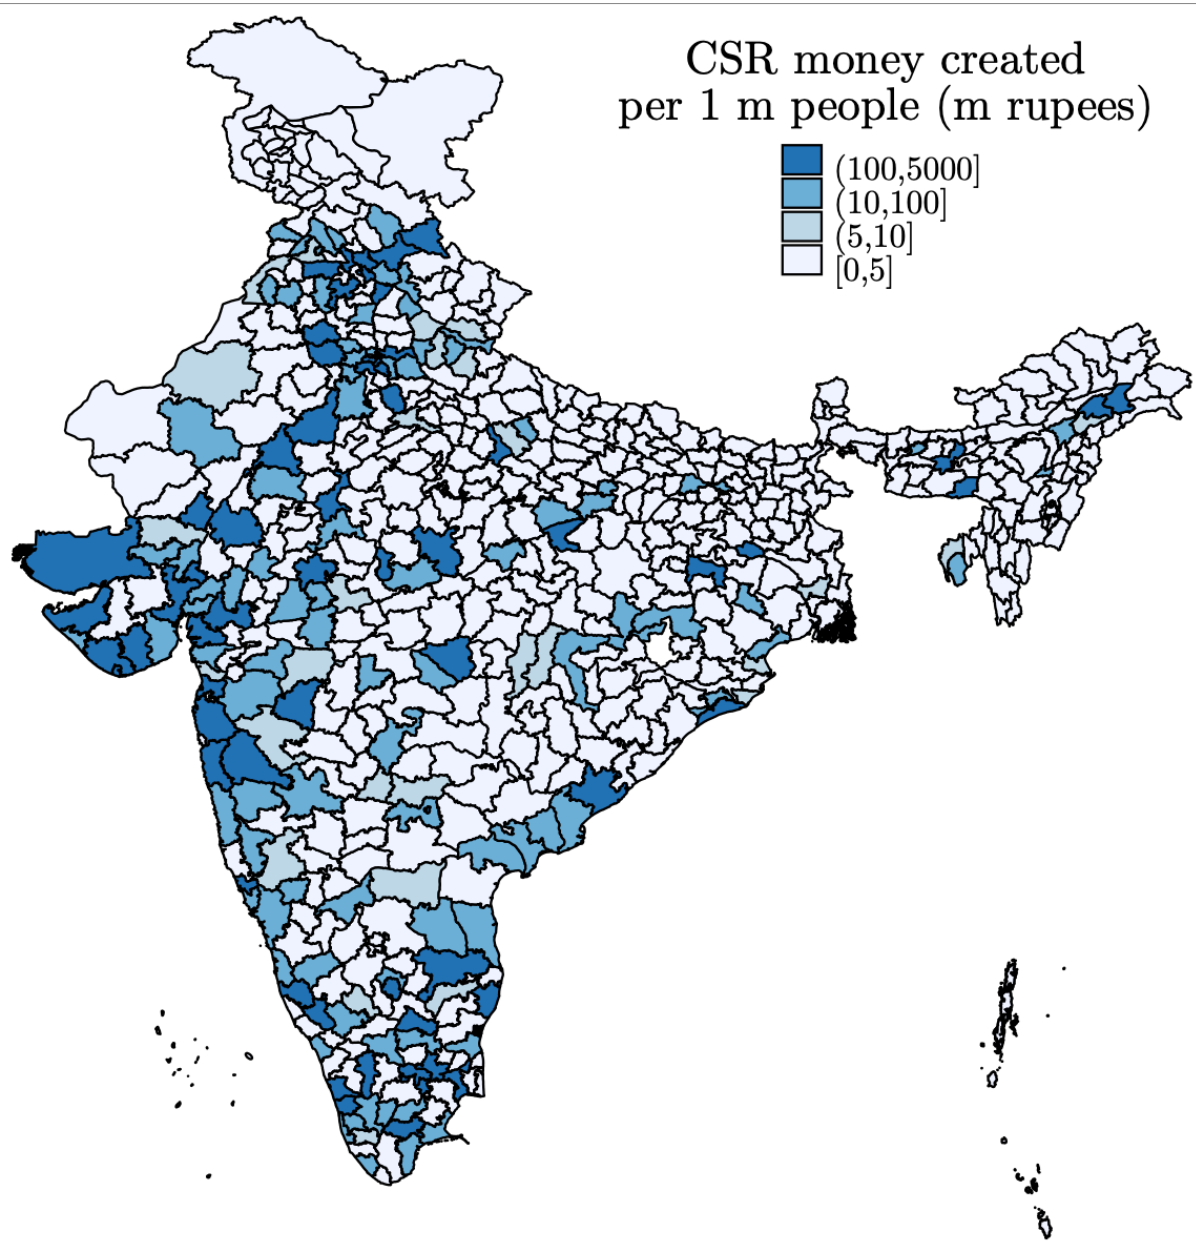 CSR money created
per 1 m people (m rupees)
(100,5000]
(10,100]
(5,10]
[0,5]